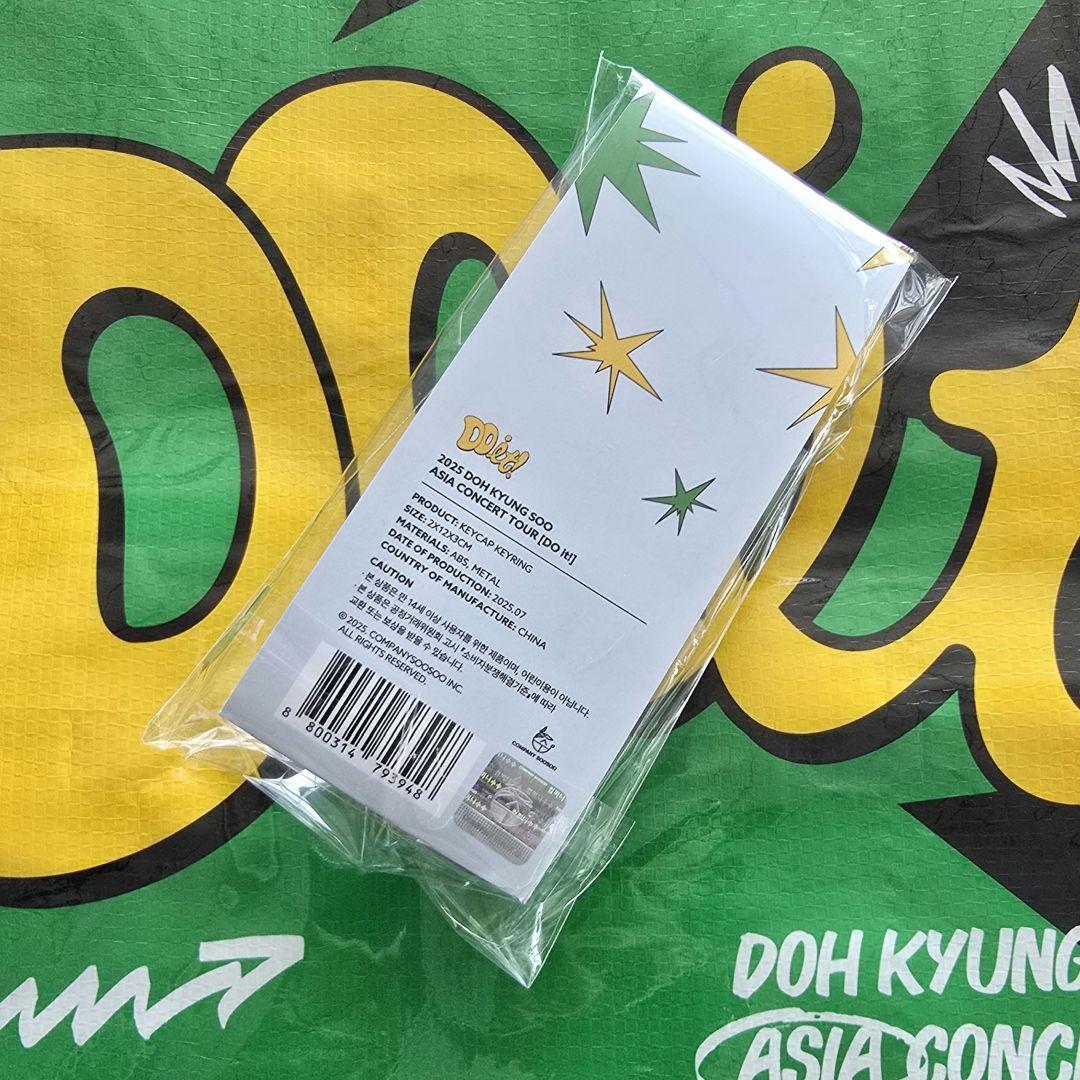 DO it!
2025 DOH KYUNG SOO
ASIA CONCERT TOUR [DO it!]
PRODUCT: KEYCAP KEYRING
SIZE: 2X12X3CM
MATERIALS: ABS, METAL
DATE OF PRODUCTION: 2025.07
COUNTRY OF MANUFACTURE: CHINA
CAUTION
· 본 상품은 만 14세 이상 사용자를 위한 제품이며, 어린이용이 아닙니다.
· 본 상품은 공정거래위원회 고시 『소비자분쟁해결기준』에 따라
교환 또는 보상을 받을 수 있습니다.
© 2025. COMPANYSOOSOO INC.
ALL RIGHTS RESERVED.
8 800314 793948
COMPANY SOOSOO
DOH KYUNG
ASIA CONC